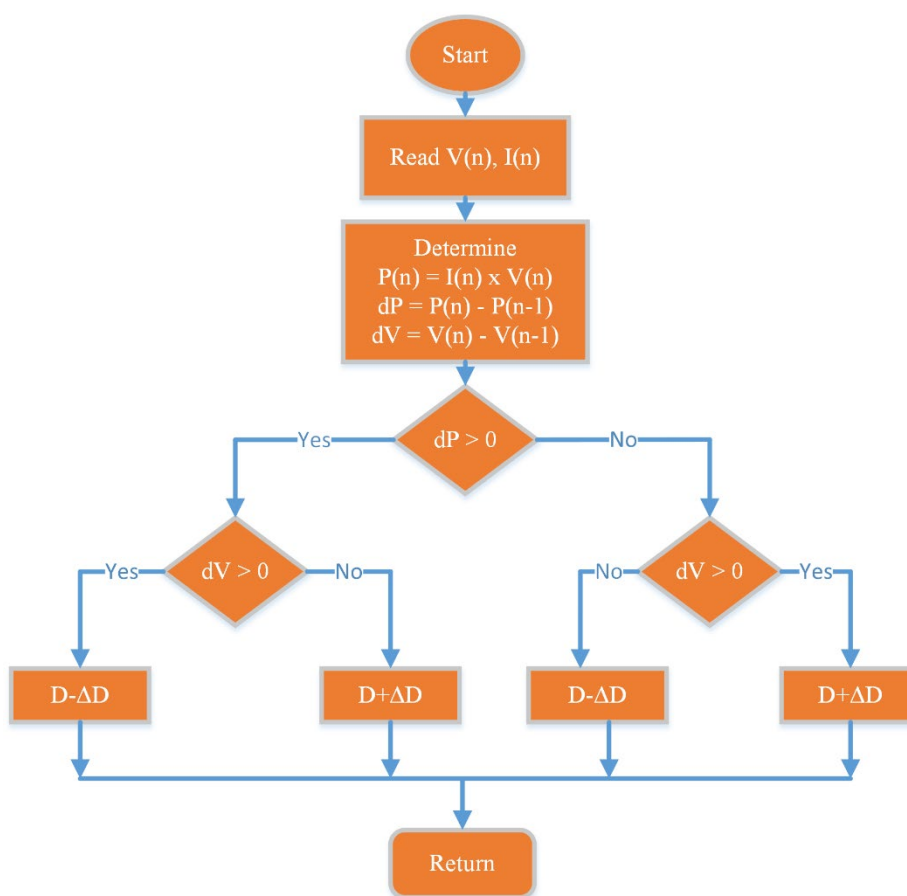 Start
Read V(n), I(n)
Determine
P(n) = I(n) x V(n)
dP = P(n) - P(n-1)
dV = V(n) - V(n-1)
dP > 0
Yes
No
dV > 0
Yes
No
dV > 0
No
Yes
D-ΔD
D+ΔD
D-ΔD
D+ΔD
Return